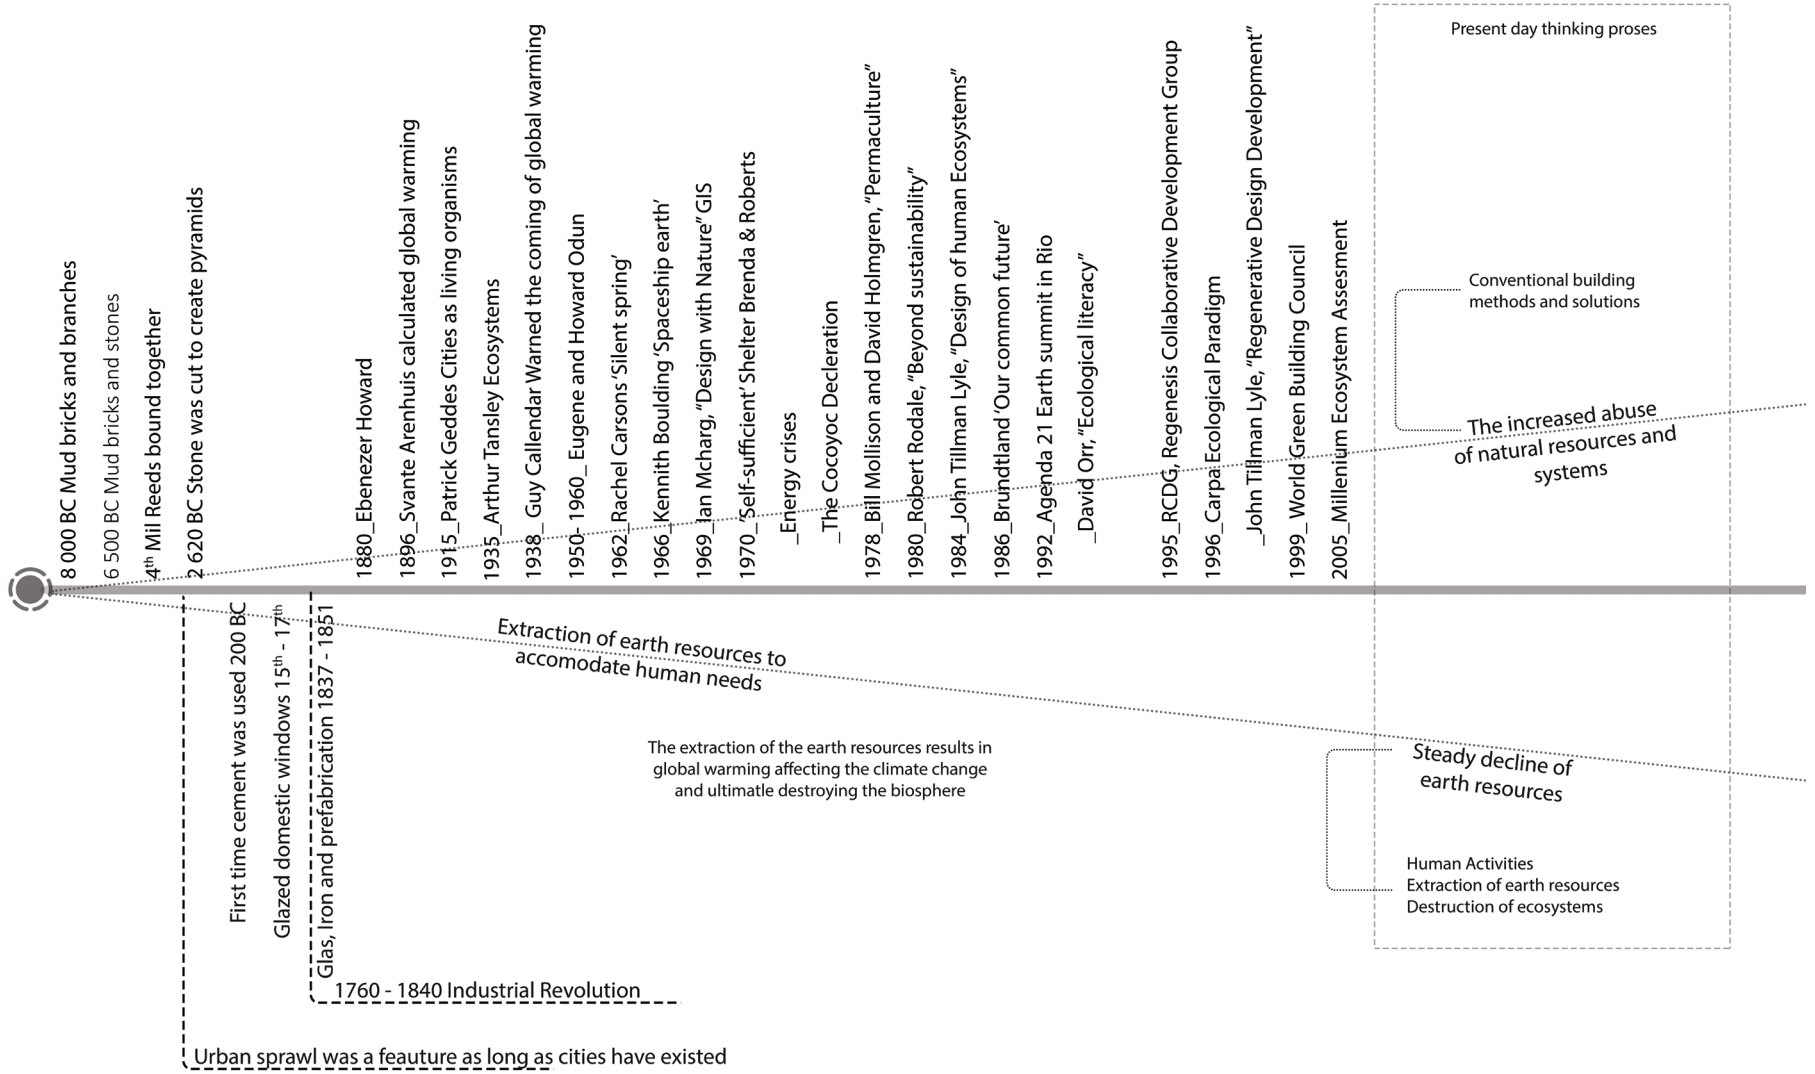 Present day thinking proses
8 000 BC Mud bricks and branches
6 500 BC Mud bricks and stones
4th Mil Reeds bound together
2 620 BC Stone was cut to create pyramids
1880_Ebenezer Howard
1896_Svante Arenhuis calculated global warming
1915_Patrick Geddes Cities as living organisms
1935_Arthur Tansley Ecosystems
1938_ Guy Callendar Warned the coming of global warming
1950- 1960_ Eugene and Howard Odun
1962_Rachel Carsons ‘Silent spring’
1966_Kennith Boulding ‘Spaceship earth’
1969_Ian Mcharg, “Design with Nature” GIS
1970_‘Self-sufficient’ Shelter Brenda & Roberts
_Energy crises
_The Cocoyoc Decleration
1978_Bill Mollison and David Holmgren, “Permaculture”
1980_Robert Rodale, “Beyond sustainability”
1984_John Tillman Lyle, “Design of human Ecosystems”
1986_Brundtland ‘Our common future’
1992_Agenda 21 Earth summit in Rio
_David Orr, “Ecological literacy”
1995_RCDG, Regenesis Collaborative Development Group
1996_Carpai Ecological Paradigm
_John Tillman Lyle, “Regenerative Design Development”
1999_ World Green Building Council
2005_Millenium Ecosystem Assesment
Conventional building
methods and solutions
The increased abuse
of natural resources and
systems
First time cement was used 200 BC
Glazed domestic windows 15th - 17th
Glas, Iron and prefabrication 1837 - 1851
Extraction of earth resources to
accomodate human needs
The extraction of the earth resources results in
global warming affecting the climate change
and ultimatle destroying the biosphere
Steady decline of
earth resources
Human Activities
Extraction of earth resources
Destruction of ecosystems
1760 - 1840 Industrial Revolution
Urban sprawl was a feauture as long as cities have existed